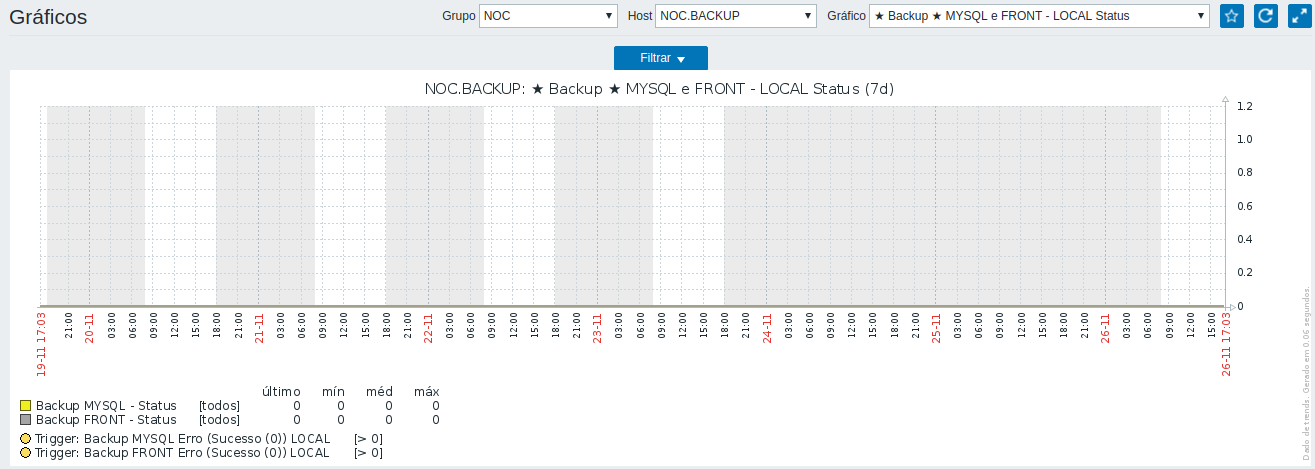 Gráficos Grupo NOC Host NOC.BACKUP Gráfico ★ Backup ★ MYSQL e FRONT - LOCAL Status
Filtrar
NOC.BACKUP: ★ Backup ★ MYSQL e FRONT - LOCAL Status (7d)
1.2
1.0
0.8
0.6
0.4
0.2
0
19-11 17:03 21:00 20-11 03:00 06:00 09:00 12:00 15:00 18:00 21:00 21-11 03:00 06:00 09:00 12:00 15:00 18:00 21:00 22-11 03:00 06:00 09:00 12:00 15:00 18:00 21:00 23-11 03:00 06:00 09:00 12:00 15:00 18:00 21:00 24-11 03:00 06:00 09:00 12:00 15:00 18:00 21:00 25-11 03:00 06:00 09:00 12:00 15:00 18:00 21:00 26-11 03:00 06:00 09:00 12:00 15:00 26-11 17:03
último mín méd máx
Backup MYSQL - Status [todos] 0 0 0 0
Backup FRONT - Status [todos] 0 0 0 0
Trigger: Backup MYSQL Erro (Sucesso (0)) LOCAL [> 0]
Trigger: Backup FRONT Erro (Sucesso (0)) LOCAL [> 0]
Dado de trends. Gerado em 0.06 segundos.